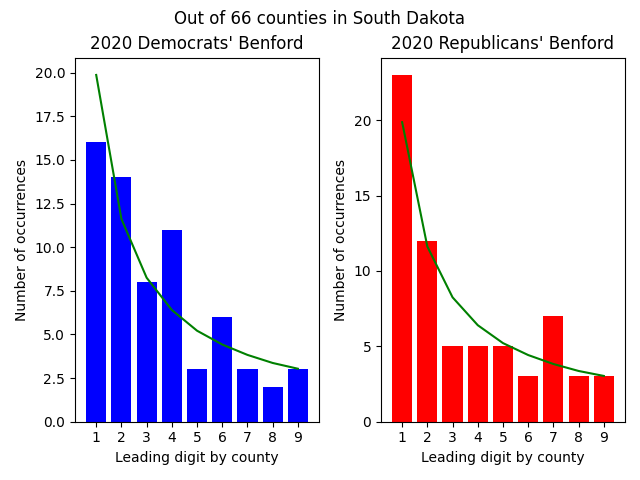 Out of 66 counties in South Dakota
2020 Democrats' Benford
20.0
17.5
15.0
12.5
10.0
7.5
5.0
2.5
0.0
Number of occurrences
1 2 3 4 5 6 7 8 9
Leading digit by county
2020 Republicans' Benford
20
15
10
5
0
Number of occurrences
1 2 3 4 5 6 7 8 9
Leading digit by county